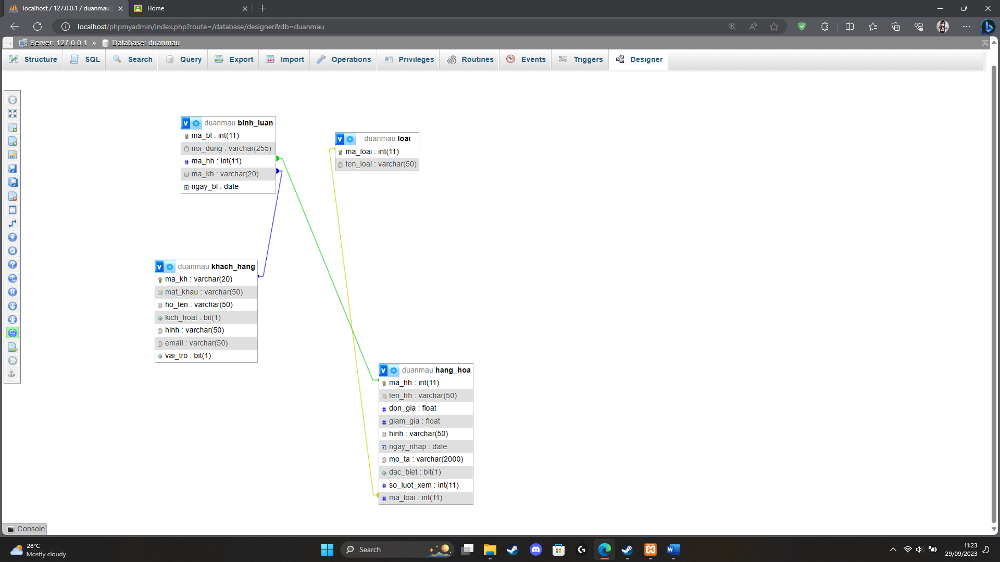 localhost / 127.0.0.1 / duanmau |
Home
localhost/phpmyadmin/index.php?route=/database/designer&db=duanmau
Server: 127.0.0.1 » Database: duanmau
Structure SQL Search Query Export Import Operations Privileges Routines Events Triggers Designer
v duanmau binh_luan
ma_bl : int(11)
noi_dung : varchar(255)
# ma_hh : int(11)
ma_kh : varchar(20)
ngay_bl : date
v duanmau loai
ma_loai : int(11)
ten_loai : varchar(50)
v duanmau khach_hang
ma_kh : varchar(20)
mat_khau : varchar(50)
ho_ten : varchar(50)
kich_hoat : bit(1)
hinh : varchar(50)
email : varchar(50)
vai_tro : bit(1)
v duanmau hang_hoa
ma_hh : int(11)
ten_hh : varchar(50)
# don_gia : float
# giam_gia : float
hinh : varchar(50)
ngay_nhap : date
mo_ta : varchar(2000)
dac_biet : bit(1)
# so_luot_xem : int(11)
# ma_loai : int(11)
Console
28°C
Mostly cloudy
Search
11:23
29/09/2023